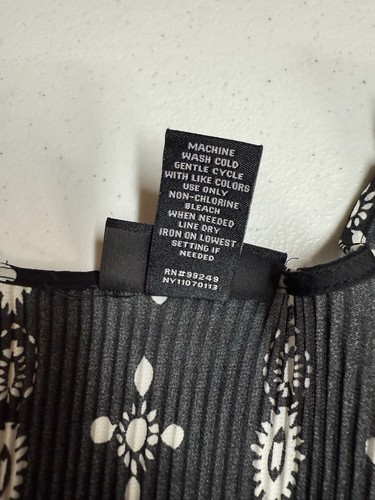 MACHINE
WASH COLD
GENTLE CYCLE
WITH LIKE COLORS
USE ONLY
NON-CHLORINE
BLEACH
WHEN NEEDED
LINE DRY
IRON ON LOWEST
SETTING IF
NEEDED
RN#99249
NY11070113